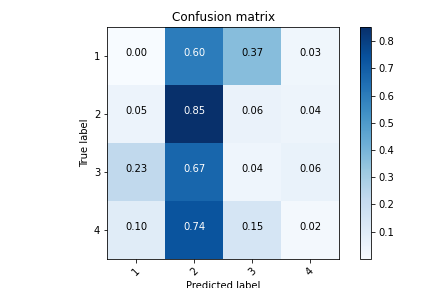 Confusion matrix
1 0.00 0.60 0.37 0.03
2 0.05 0.85 0.06 0.04
3 0.23 0.67 0.04 0.06
4 0.10 0.74 0.15 0.02
True label
1 2 3 4
Predicted label
0.8
0.7
0.6
0.5
0.4
0.3
0.2
0.1